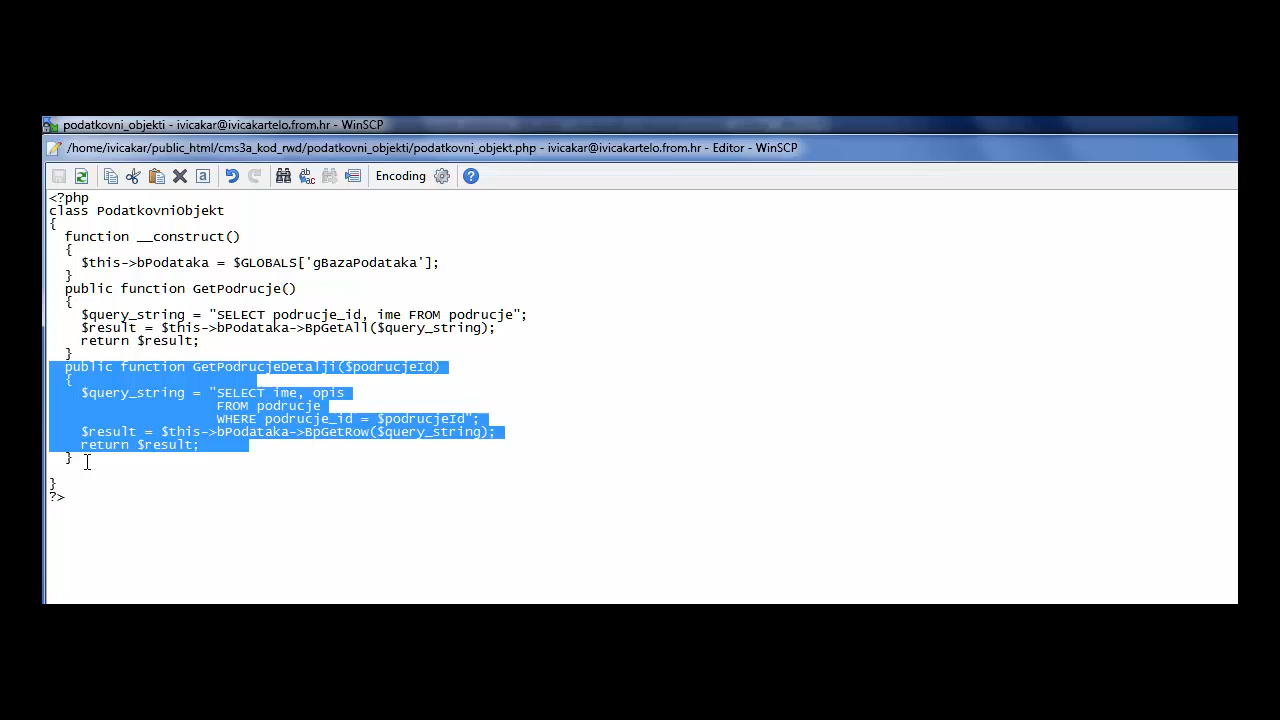 podatkovni_objekti - ivicakar@ivicakartelo.from.hr - WinSCP
/home/ivicakar/public_html/cms3a_kod_rwd/podatkovni_objekti/podatkovni_objekt.php - ivicakar@ivicakartelo.from.hr - Editor - WinSCP
Encoding
<?php
class PodatkovniObjekt
{
  function __construct()
  {
    $this->bPodataka = $GLOBALS['gBazaPodataka'];
  }
  public function GetPodrucje()
  {
    $query_string = "SELECT podrucje_id, ime FROM podrucje";
    $result = $this->bPodataka->BpGetAll($query_string);
    return $result;
  }
  public function GetPodrucjeDetalji($podrucjeId)
  {
    $query_string = "SELECT ime, opis
                     FROM podrucje
                     WHERE podrucje_id = $podrucjeId";
    $result = $this->bPodataka->BpGetRow($query_string);
    return $result;
  }
}
?>